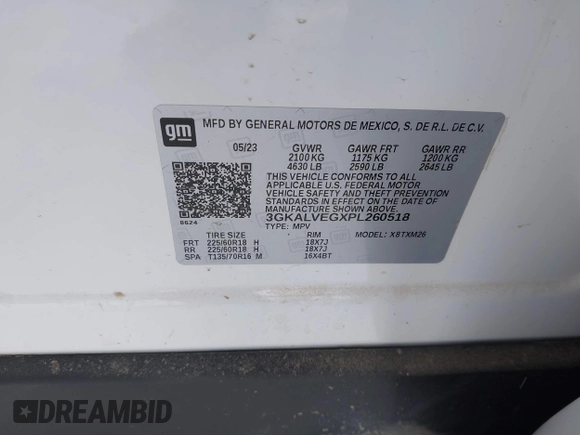 gm
MFD BY GENERAL MOTORS DE MEXICO, S. DE R.L. DE C.V.
05/23 GVWR GAWR FRT GAWR RR
2100 KG 1175 KG 1200 KG
4630 LB 2590 LB 2645 LB
THIS VEHICLE CONFORMS TO ALL
APPLICABLE U.S. FEDERAL MOTOR
VEHICLE SAFETY AND THEFT PREVENTION
STANDARDS IN EFFECT ON THE DATE OF
MANUFACTURE SHOWN ABOVE.
8624
3GKALVEGXPL260518
TYPE: MPV MODEL: X8TXM26
TIRE SIZE RIM
FRT 225/60R18 H 18X7J
RR 225/60R18 H 18X7J
SPA T135/70R16 M 16X4BT
DREAMBID